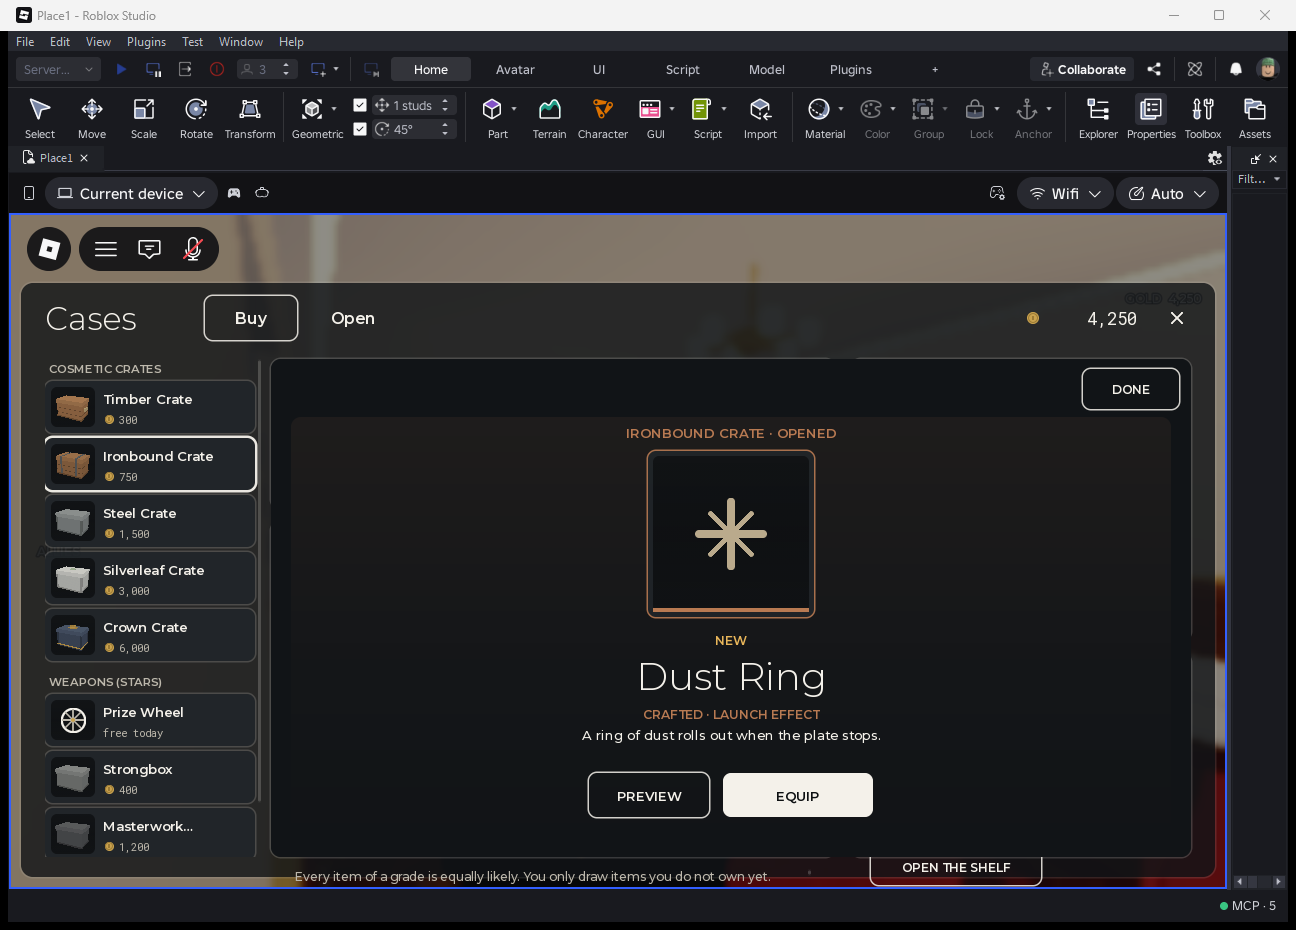 Place1 - Roblox Studio
File Edit View Plugins Test Window Help
Server... 3 Home Avatar UI Script Model Plugins + Collaborate
1 studs
45°
Select Move Scale Rotate Transform Geometric Part Terrain Character GUI Script Import Material Color Group Lock Anchor Explorer Properties Toolbox Assets
Place1
Filt...
Current device Wifi Auto
GOLD 4,250
Cases Buy Open 4,250
COSMETIC CRATES
Timber Crate
300
Ironbound Crate
750
Steel Crate
1,500
Silverleaf Crate
3,000
Crown Crate
6,000
WEAPONS (STARS)
Prize Wheel
free today
Strongbox
400
Masterwork...
1,200
DONE
IRONBOUND CRATE · OPENED
NEW
Dust Ring
CRAFTED · LAUNCH EFFECT
A ring of dust rolls out when the plate stops.
PREVIEW EQUIP
OPEN THE SHELF
Every item of a grade is equally likely. You only draw items you do not own yet.
MCP · 5